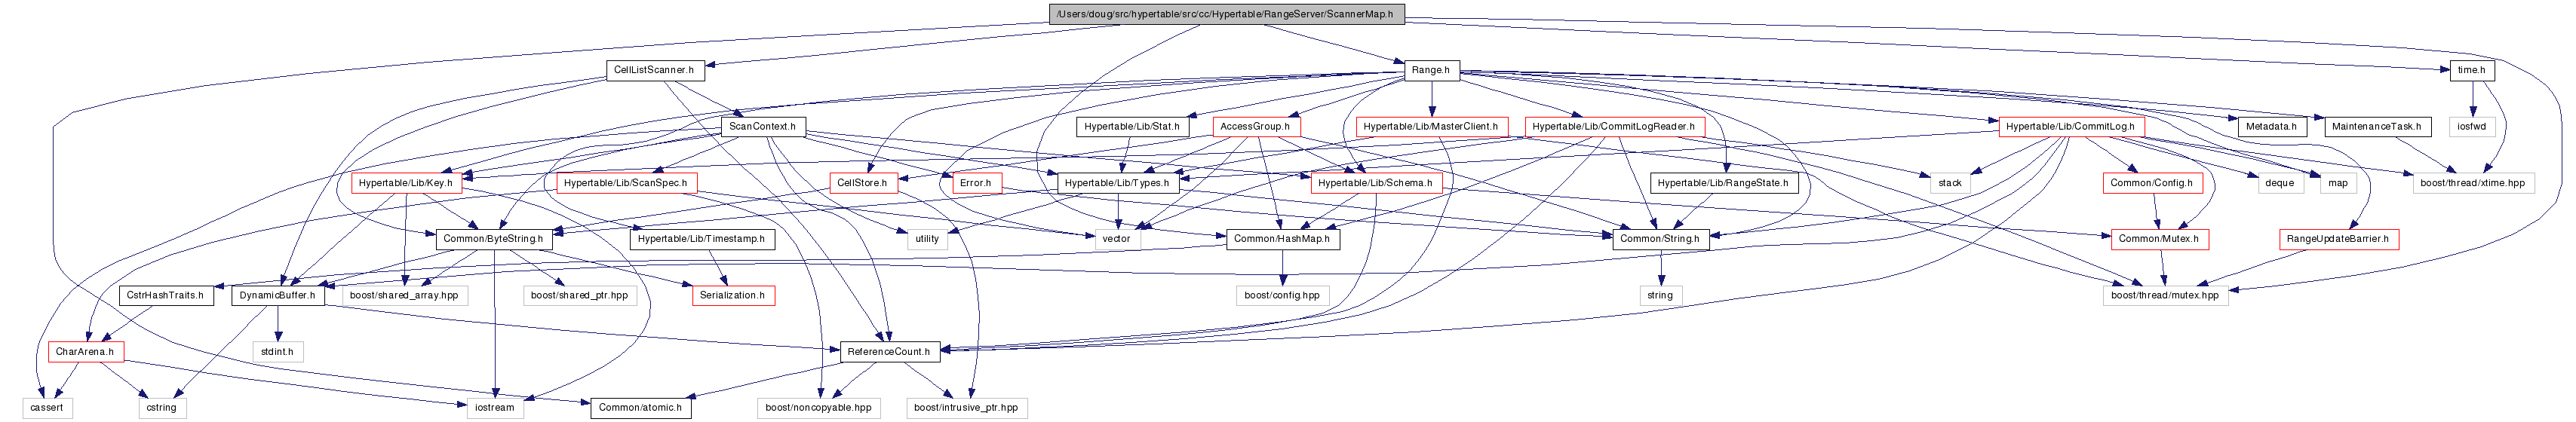 /Users/doug/src/hypertable/src/cc/Hypertable/RangeServer/ScannerMap.h
CellListScanner.h
Range.h
time.h
ScanContext.h
Hypertable/Lib/Stat.h
AccessGroup.h
Hypertable/Lib/MasterClient.h
Hypertable/Lib/CommitLogReader.h
Hypertable/Lib/CommitLog.h
Metadata.h
MaintenanceTask.h
iosfwd
Hypertable/Lib/Key.h
Hypertable/Lib/ScanSpec.h
CellStore.h
Error.h
Hypertable/Lib/Types.h
Hypertable/Lib/Schema.h
Hypertable/Lib/RangeState.h
stack
Common/Config.h
deque
map
boost/thread/xtime.hpp
Common/ByteString.h
Hypertable/Lib/Timestamp.h
utility
vector
Common/HashMap.h
Common/String.h
Common/Mutex.h
RangeUpdateBarrier.h
CstrHashTraits.h
DynamicBuffer.h
boost/shared_array.hpp
boost/shared_ptr.hpp
Serialization.h
boost/config.hpp
string
boost/thread/mutex.hpp
CharArena.h
stdint.h
ReferenceCount.h
cassert
cstring
iostream
Common/atomic.h
boost/noncopyable.hpp
boost/intrusive_ptr.hpp